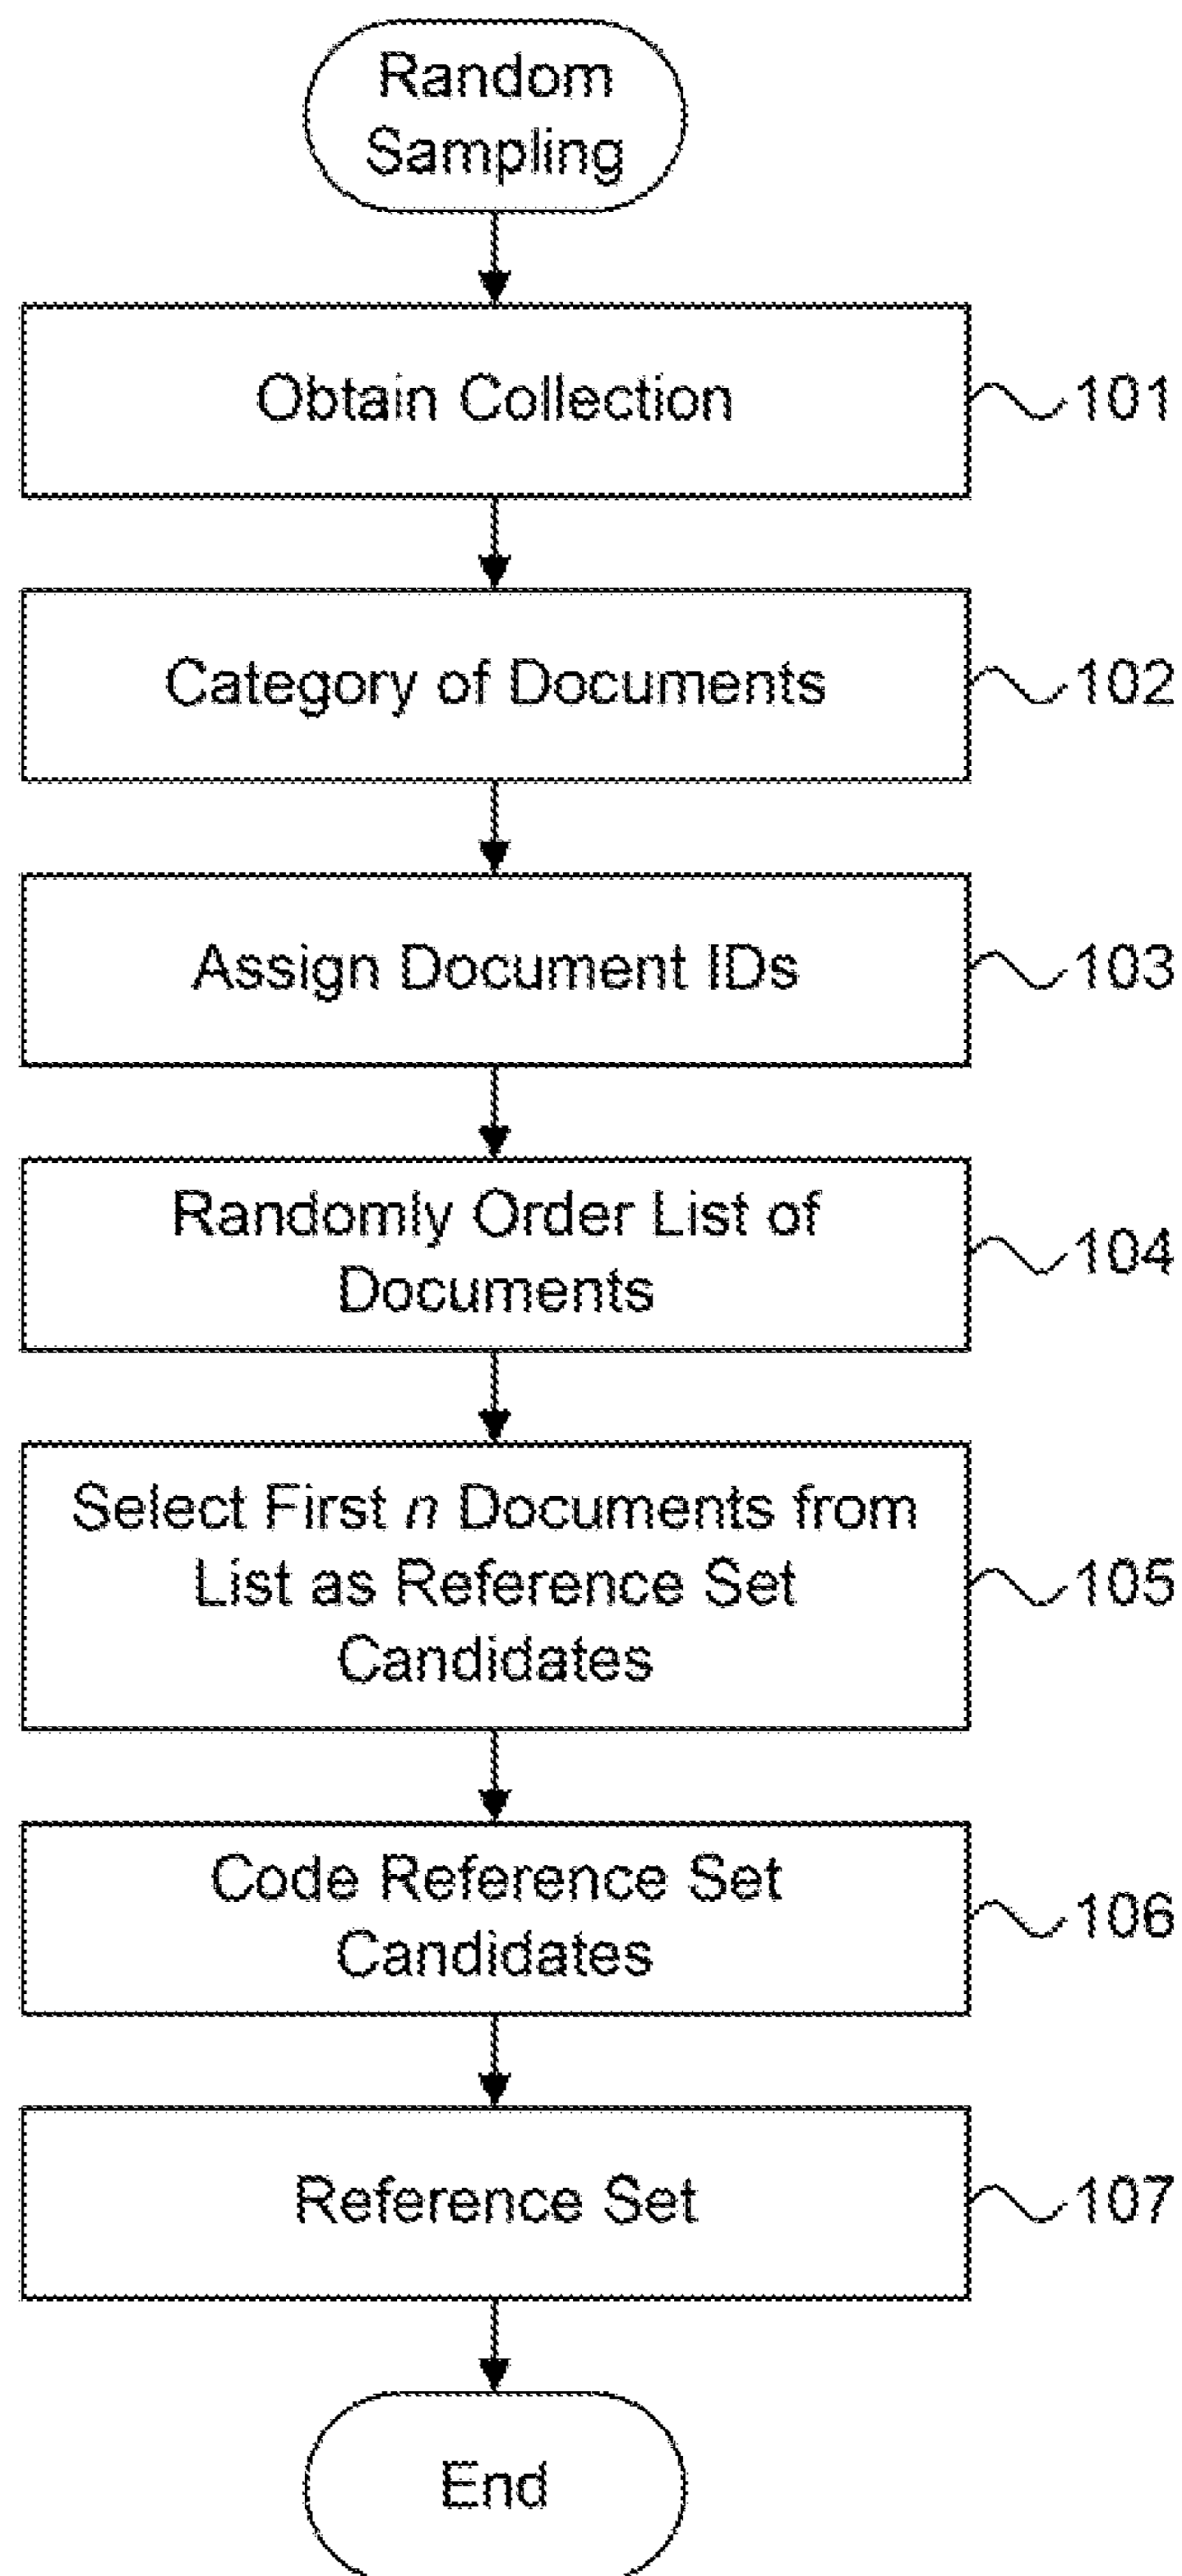 Random
Sampling
Obtain Collection
101
Category of Documents
102
Assign Document IDs
103
Randomly Order List of
Documents
104
Select First n Documents from
List as Reference Set
Candidates
105
Code Reference Set
Candidates
106
Reference Set
107
End